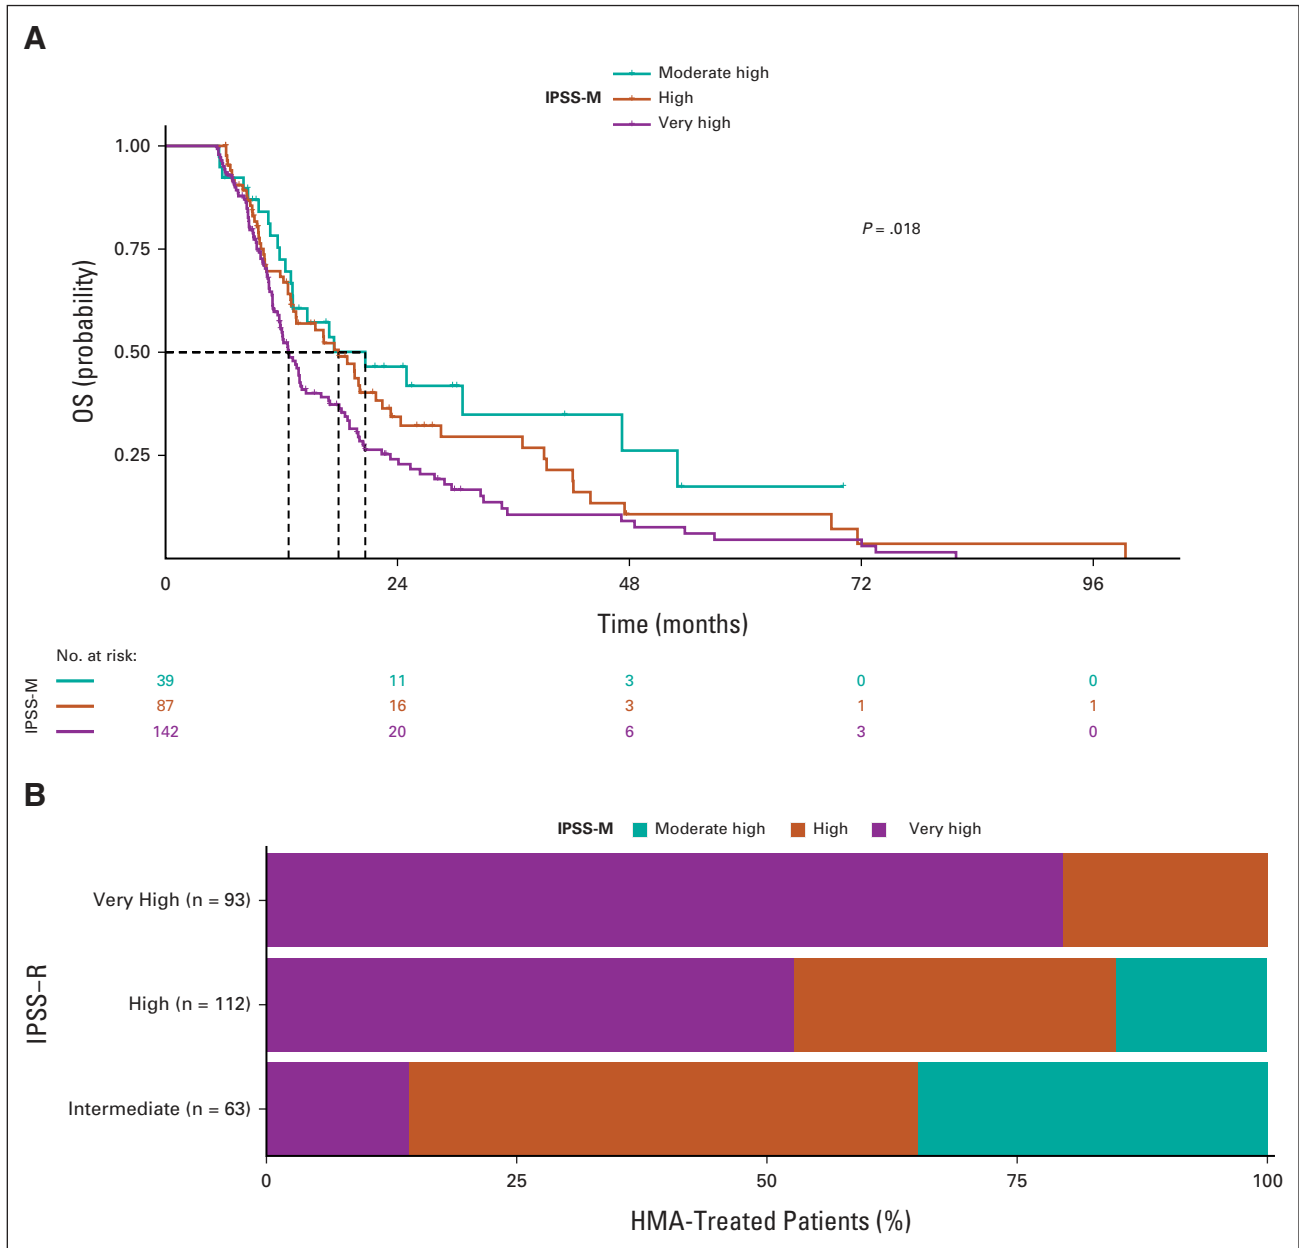 A
Moderate high
IPSS-M
High
Very high
1.00
0.75
0.50
0.25
OS (probability)
P = .018
0 24 48 72 96
Time (months)
No. at risk:
IPSS-M
39 11 3 0 0
87 16 3 1 1
142 20 6 3 0
B
IPSS-M Moderate high High Very high
IPSS–R
Very High (n = 93)
High (n = 112)
Intermediate (n = 63)
0 25 50 75 100
HMA-Treated Patients (%)